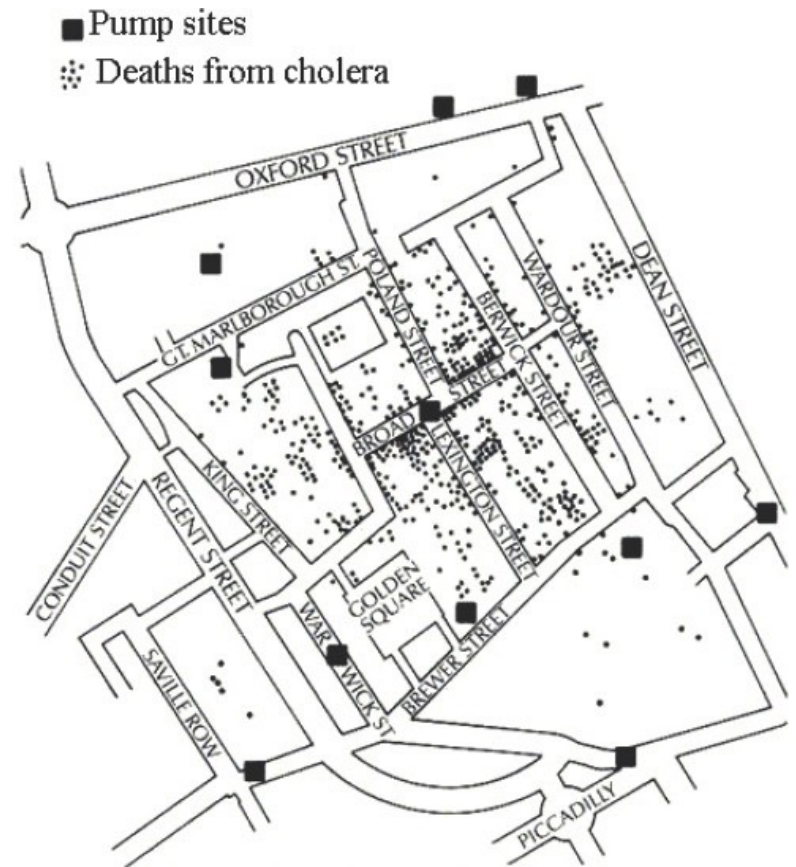 Pump sites
Deaths from cholera
OXFORD STREET
GT. MARLBOROUGH ST.
POLAND STREET
BERWICK STREET
WARDOUR STREET
DEAN STREET
BROAD STREET
LEXINGTON STREET
KING STREET
REGENT STREET
CONDUIT STREET
GOLDEN
SQUARE
WARWICK ST.
BREWER STREET
SAVILLE ROW
PICCADILLY